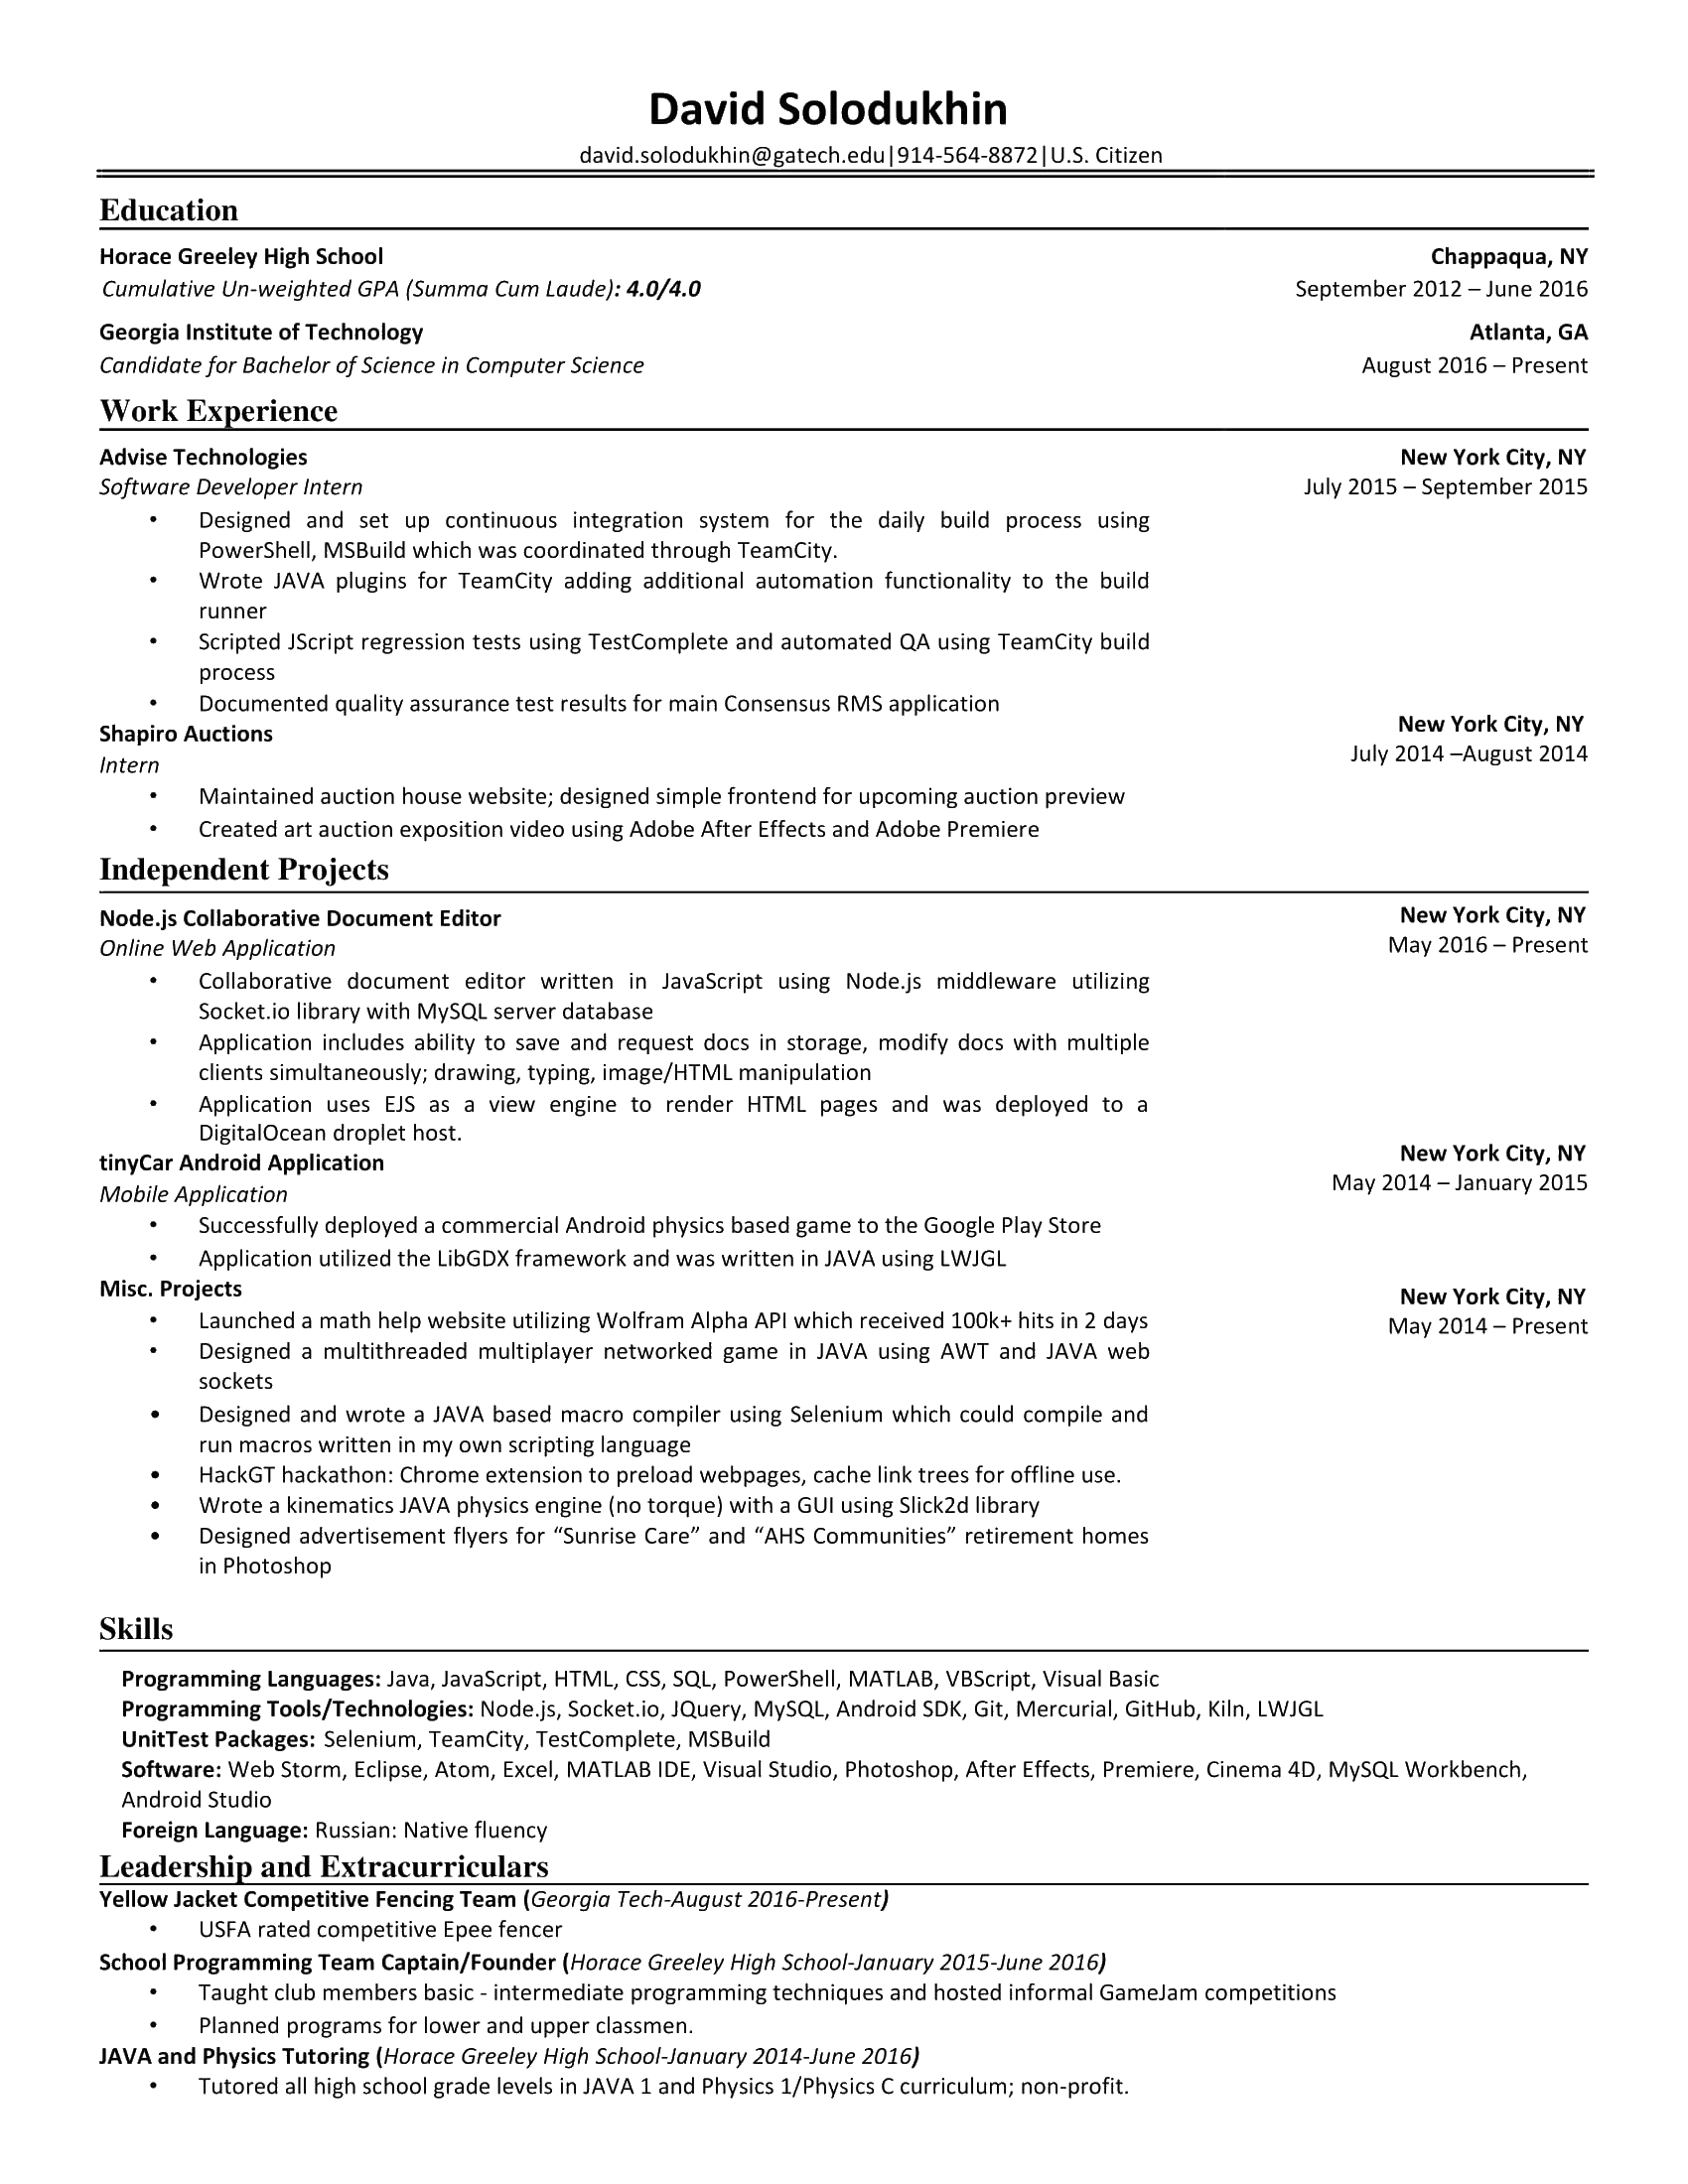 David Solodukhin
david.solodukhin@gatech.edu|914-564-8872|U.S. Citizen
Education
Horace Greeley High School Chappaqua, NY
Cumulative Un-weighted GPA (Summa Cum Laude): 4.0/4.0 September 2012 – June 2016
Georgia Institute of Technology Atlanta, GA
Candidate for Bachelor of Science in Computer Science August 2016 – Present
Work Experience
Advise Technologies New York City, NY
Software Developer Intern July 2015 – September 2015
• Designed and set up continuous integration system for the daily build process using
PowerShell, MSBuild which was coordinated through TeamCity.
• Wrote JAVA plugins for TeamCity adding additional automation functionality to the build
runner
• Scripted JScript regression tests using TestComplete and automated QA using TeamCity build
process
• Documented quality assurance test results for main Consensus RMS application
Shapiro Auctions New York City, NY
Intern July 2014 –August 2014
• Maintained auction house website; designed simple frontend for upcoming auction preview
• Created art auction exposition video using Adobe After Effects and Adobe Premiere
Independent Projects
Node.js Collaborative Document Editor New York City, NY
Online Web Application May 2016 – Present
• Collaborative document editor written in JavaScript using Node.js middleware utilizing
Socket.io library with MySQL server database
• Application includes ability to save and request docs in storage, modify docs with multiple
clients simultaneously; drawing, typing, image/HTML manipulation
• Application uses EJS as a view engine to render HTML pages and was deployed to a
DigitalOcean droplet host.
tinyCar Android Application New York City, NY
Mobile Application May 2014 – January 2015
• Successfully deployed a commercial Android physics based game to the Google Play Store
• Application utilized the LibGDX framework and was written in JAVA using LWJGL
Misc. Projects New York City, NY
• Launched a math help website utilizing Wolfram Alpha API which received 100k+ hits in 2 days May 2014 – Present
• Designed a multithreaded multiplayer networked game in JAVA using AWT and JAVA web
sockets
• Designed and wrote a JAVA based macro compiler using Selenium which could compile and
run macros written in my own scripting language
• HackGT hackathon: Chrome extension to preload webpages, cache link trees for offline use.
• Wrote a kinematics JAVA physics engine (no torque) with a GUI using Slick2d library
• Designed advertisement flyers for “Sunrise Care” and “AHS Communities” retirement homes
in Photoshop
Skills
Programming Languages: Java, JavaScript, HTML, CSS, SQL, PowerShell, MATLAB, VBScript, Visual Basic
Programming Tools/Technologies: Node.js, Socket.io, JQuery, MySQL, Android SDK, Git, Mercurial, GitHub, Kiln, LWJGL
UnitTest Packages: Selenium, TeamCity, TestComplete, MSBuild
Software: Web Storm, Eclipse, Atom, Excel, MATLAB IDE, Visual Studio, Photoshop, After Effects, Premiere, Cinema 4D, MySQL Workbench,
Android Studio
Foreign Language: Russian: Native fluency
Leadership and Extracurriculars
Yellow Jacket Competitive Fencing Team (Georgia Tech-August 2016-Present)
• USFA rated competitive Epee fencer
School Programming Team Captain/Founder (Horace Greeley High School-January 2015-June 2016)
• Taught club members basic - intermediate programming techniques and hosted informal GameJam competitions
• Planned programs for lower and upper classmen.
JAVA and Physics Tutoring (Horace Greeley High School-January 2014-June 2016)
• Tutored all high school grade levels in JAVA 1 and Physics 1/Physics C curriculum; non-profit.